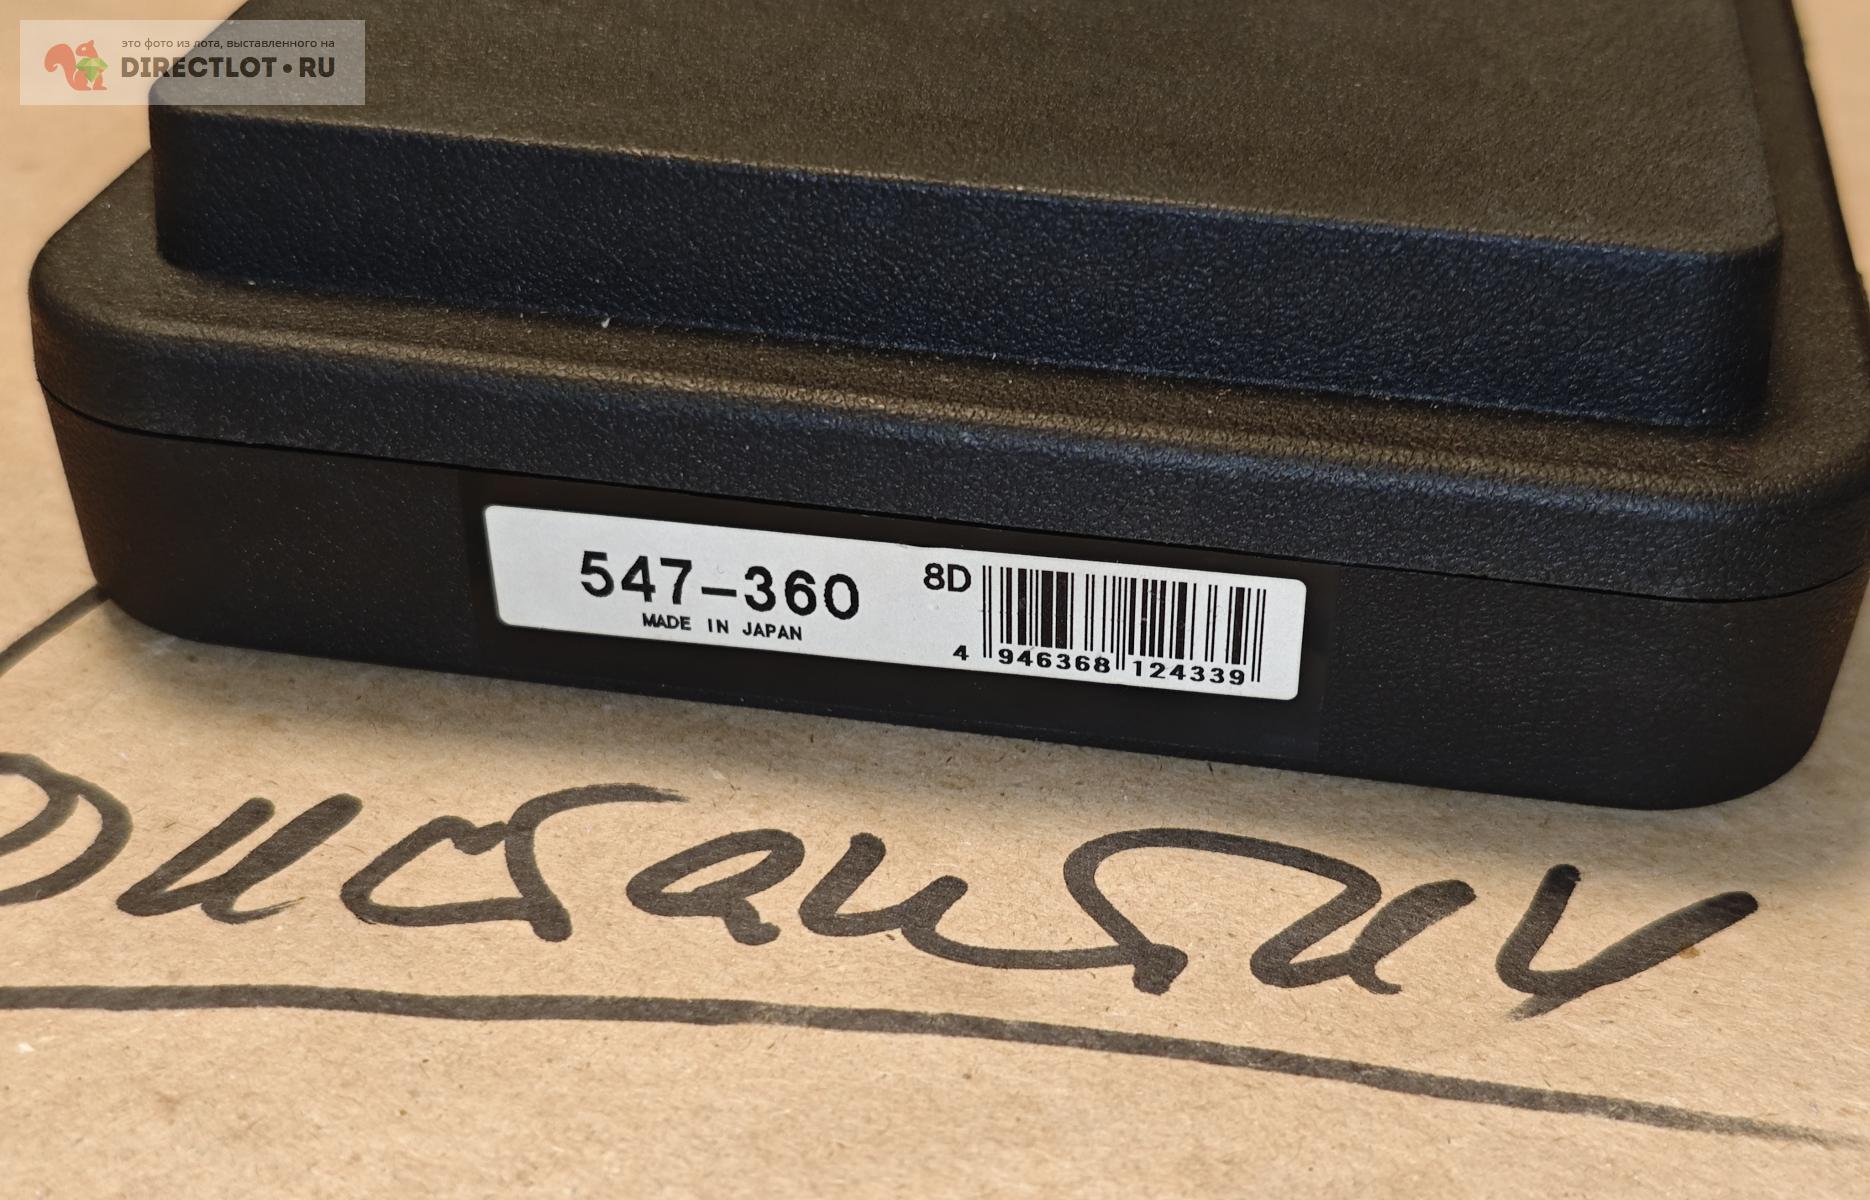 это фото из лота, выставленного на
DIRECTLOT.RU
547-360
MADE IN JAPAN
8D
4 946368 124339